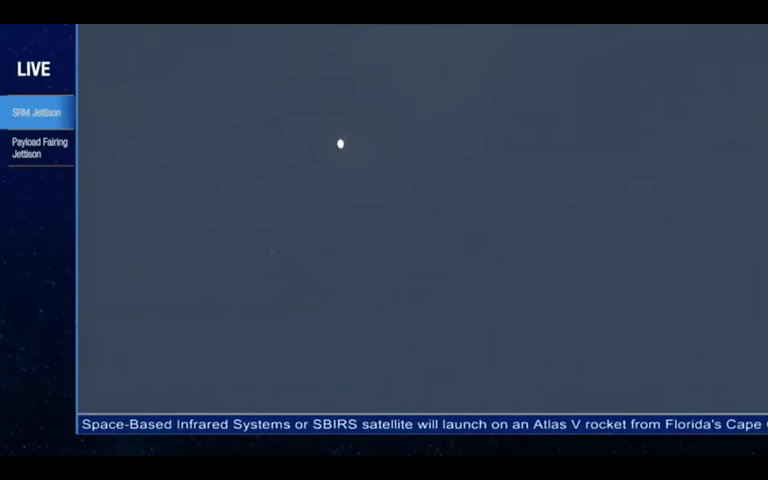 LIVE
SRM Jettison
Payload Fairing
Jettison
Space-Based Infrared Systems or SBIRS satellite will launch on an Atlas V rocket from Florida's Cape